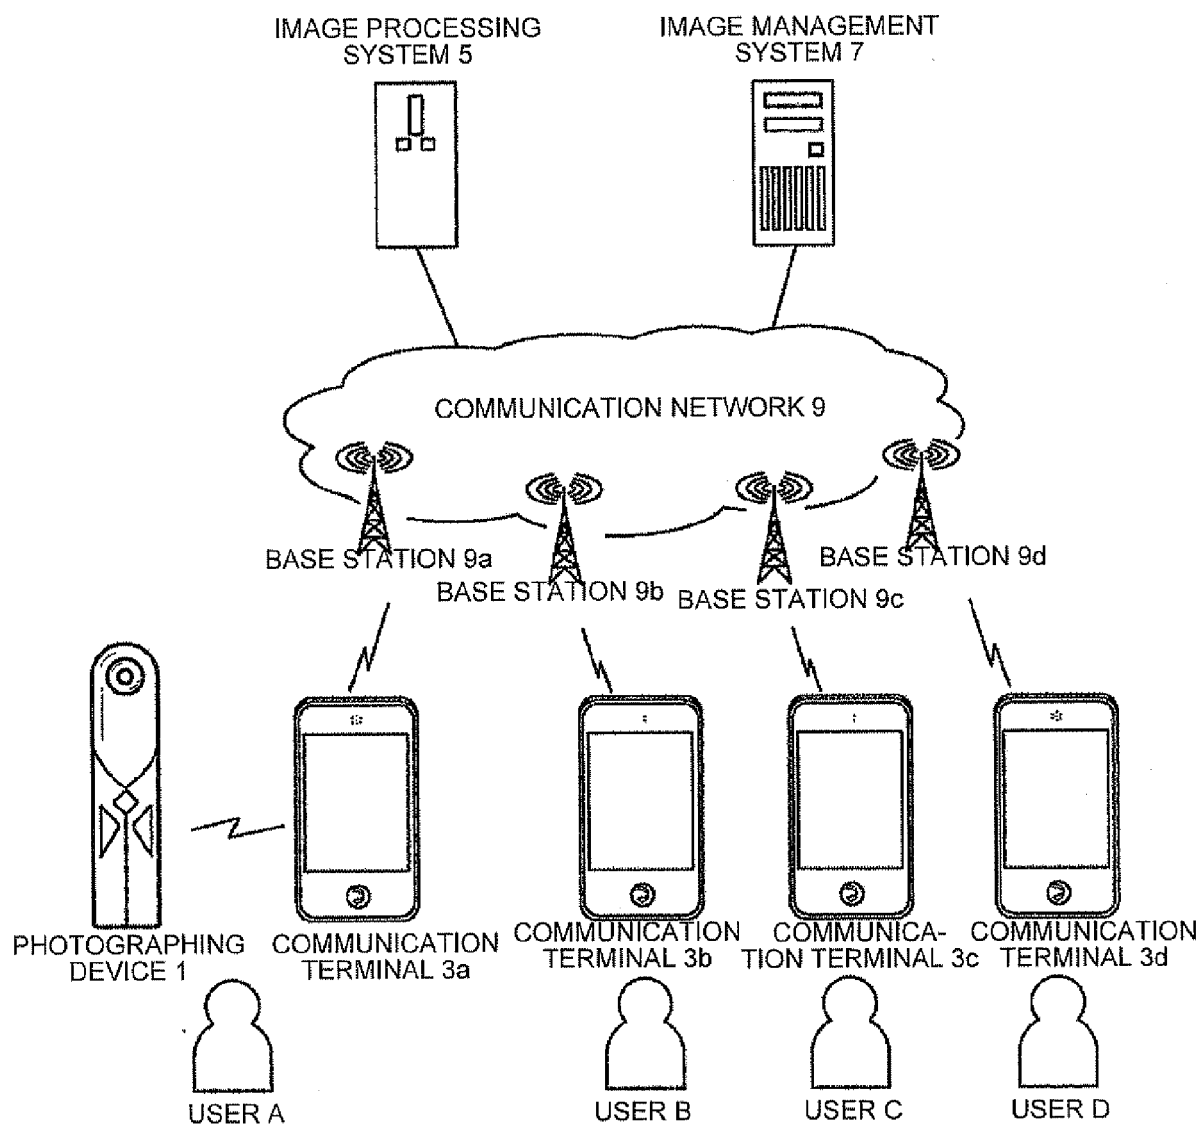 IMAGE PROCESSING
SYSTEM 5
IMAGE MANAGEMENT
SYSTEM 7
COMMUNICATION NETWORK 9
BASE STATION 9a
BASE STATION 9b
BASE STATION 9c
BASE STATION 9d
PHOTOGRAPHING
DEVICE 1
COMMUNICATION
TERMINAL 3a
COMMUNICATION
TERMINAL 3b
COMMUNICA-
TION TERMINAL 3c
COMMUNICATION
TERMINAL 3d
USER A
USER B
USER C
USER D